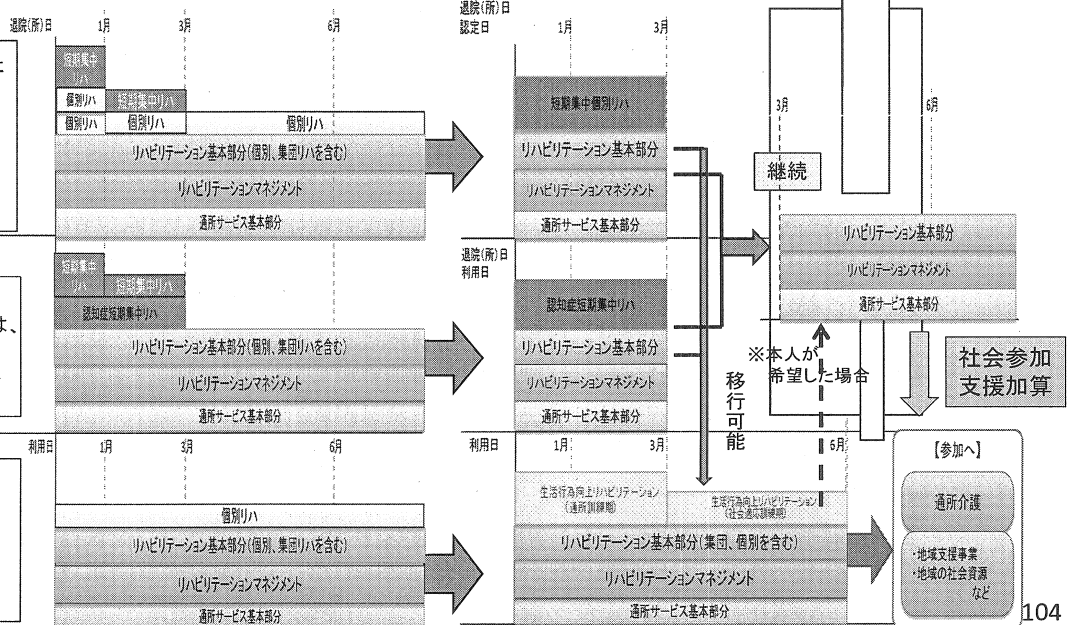 退院(所)日
1月
3月
6月
短期集中
リハ
個別リハ
短期集中リハ
個別リハ
個別リハ
個別リハ
リハビリテーション基本部分(個別、集団リハを含む)
リハビリテーションマネジメント
通所サービス基本部分
短期集中
リハ
短期集中リハ
認知症短期集中リハ
は、
リハビリテーション基本部分(個別、集団リハを含む)
リハビリテーションマネジメント
通所サービス基本部分
利用日
1月
3月
6月
個別リハ
リハビリテーション基本部分(個別、集団リハを含む)
リハビリテーションマネジメント
通所サービス基本部分
退院(所)日
認定日
1月
3月
短期集中個別リハ
リハビリテーション基本部分
リハビリテーションマネジメント
通所サービス基本部分
退院(所)日
利用日
認知症短期集中リハ
リハビリテーション基本部分
リハビリテーションマネジメント
通所サービス基本部分
利用日
1月
3月
6月
生活行為向上リハビリテーション
(通所訓練期)
生活行為向上リハビリテーション
(社会適応訓練期)
リハビリテーション基本部分(集団、個別を含む)
リハビリテーションマネジメント
通所サービス基本部分
移行可能
3月
6月
継続
リハビリテーション基本部分
リハビリテーションマネジメント
通所サービス基本部分
※本人が
希望した場合
社会参加
支援加算
【参加へ】
通所介護
・地域支援事業
・地域の社会資源
など
104